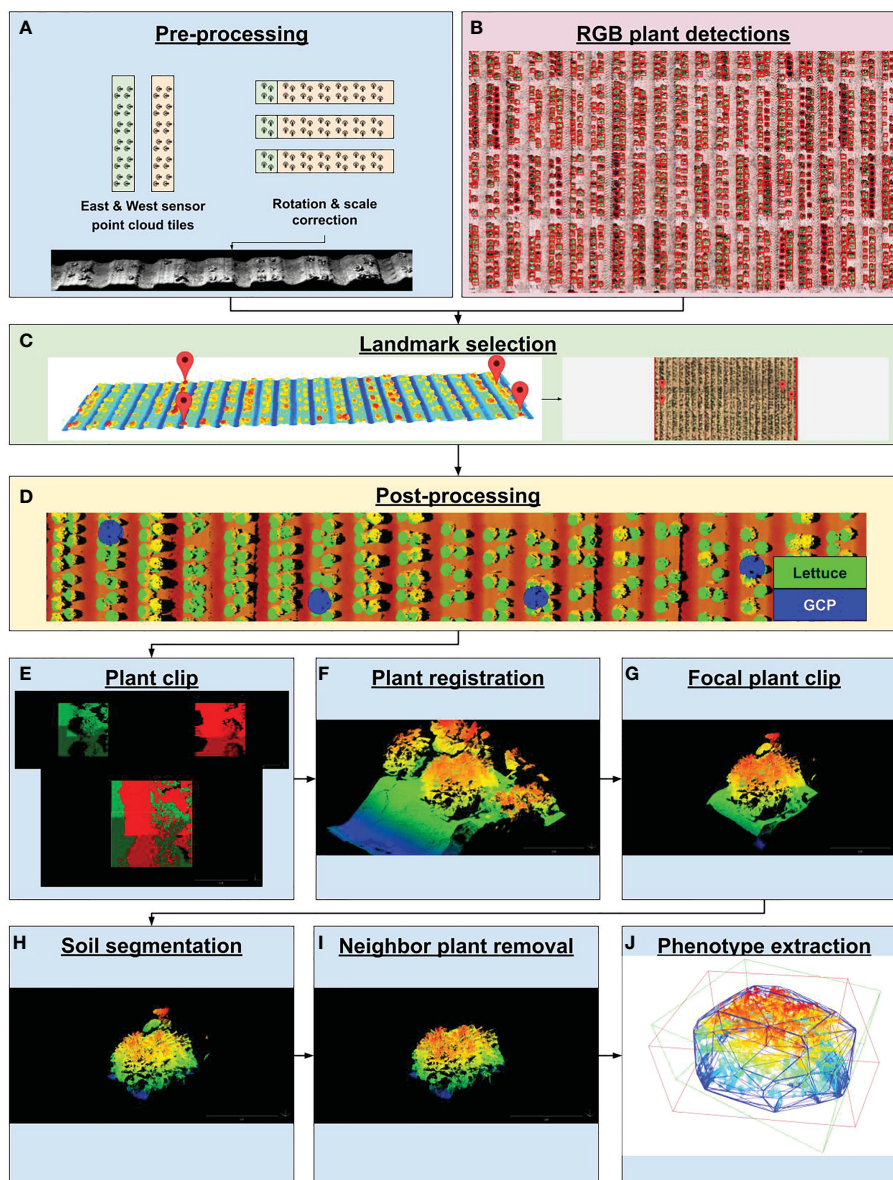 A
Pre-processing
East & West sensor
point cloud tiles
Rotation & scale
correction
B
RGB plant detections
C
Landmark selection
D
Post-processing
Lettuce
GCP
E
Plant clip
F
Plant registration
G
Focal plant clip
H
Soil segmentation
I
Neighbor plant removal
J
Phenotype extraction